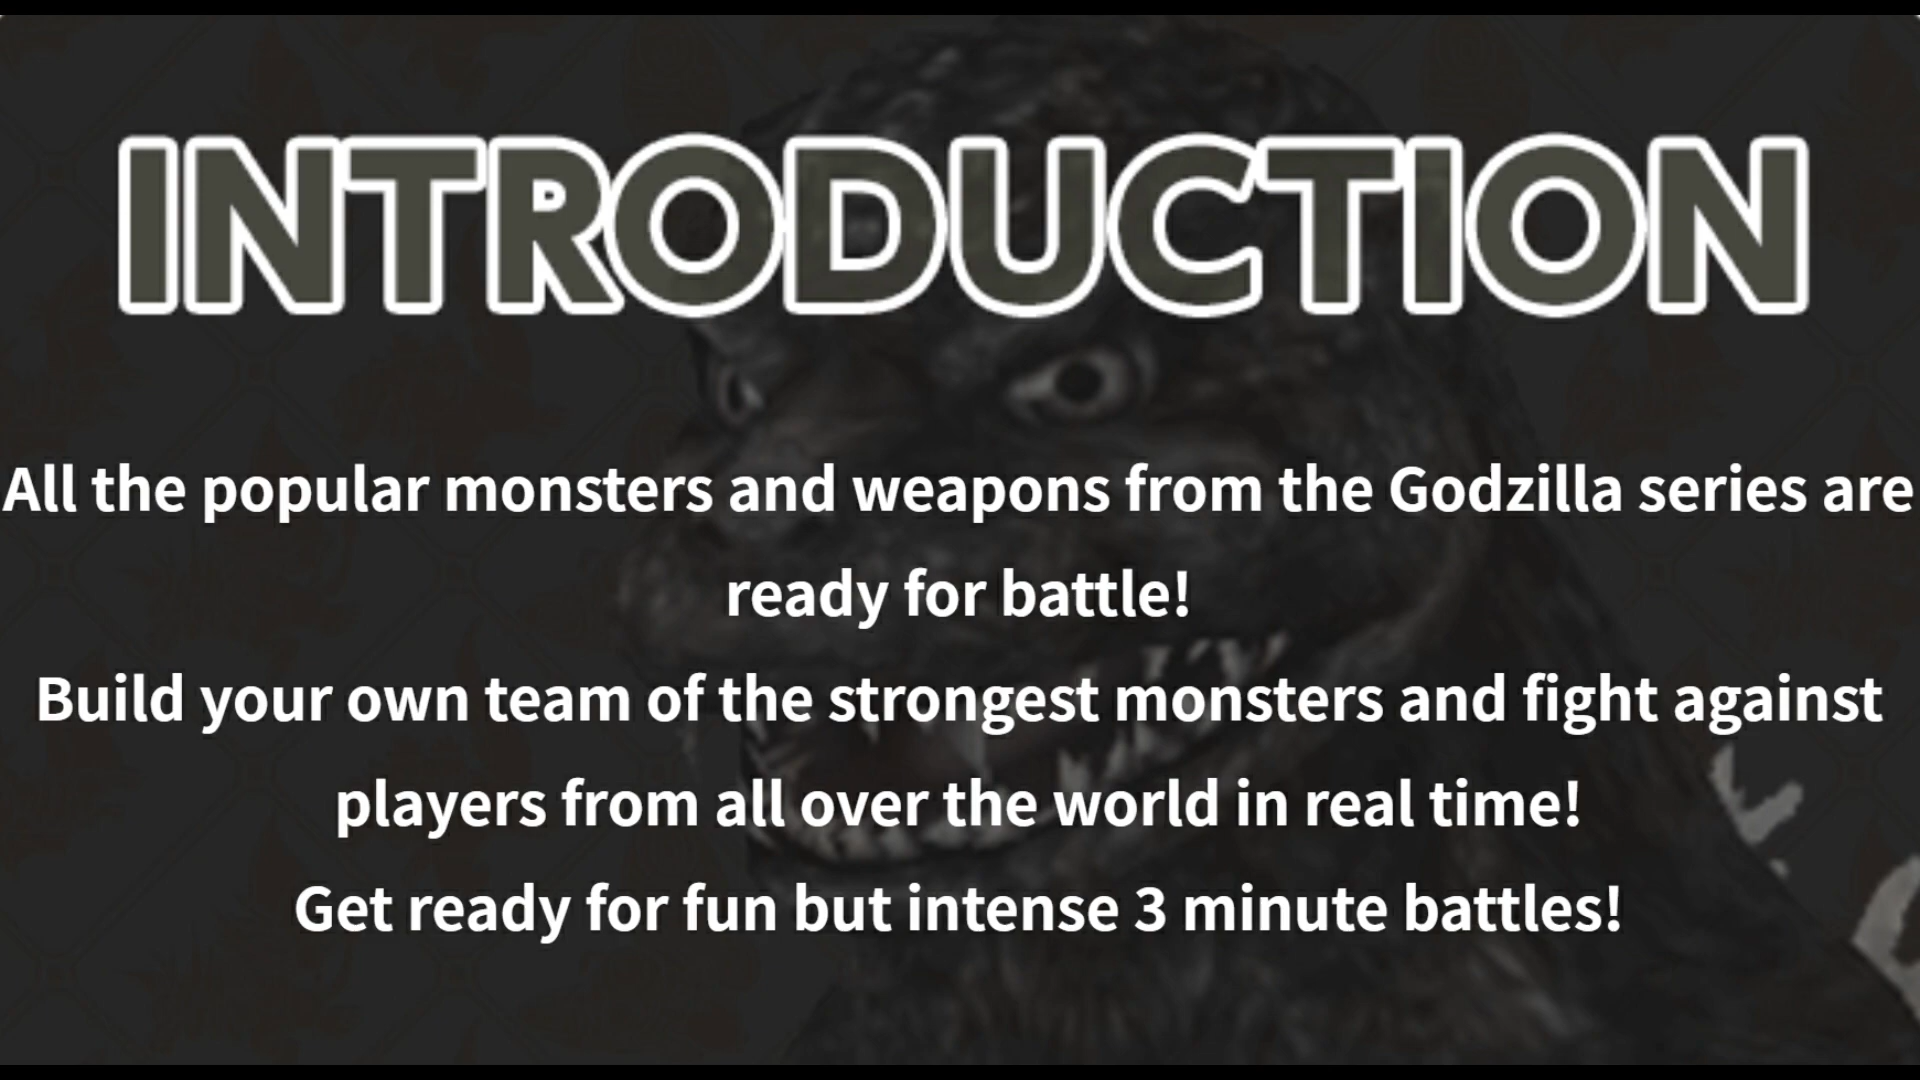 INTRODUCTION
All the popular monsters and weapons from the Godzilla series are
ready for battle!
Build your own team of the strongest monsters and fight against
players from all over the world in real time!
Get ready for fun but intense 3 minute battles!